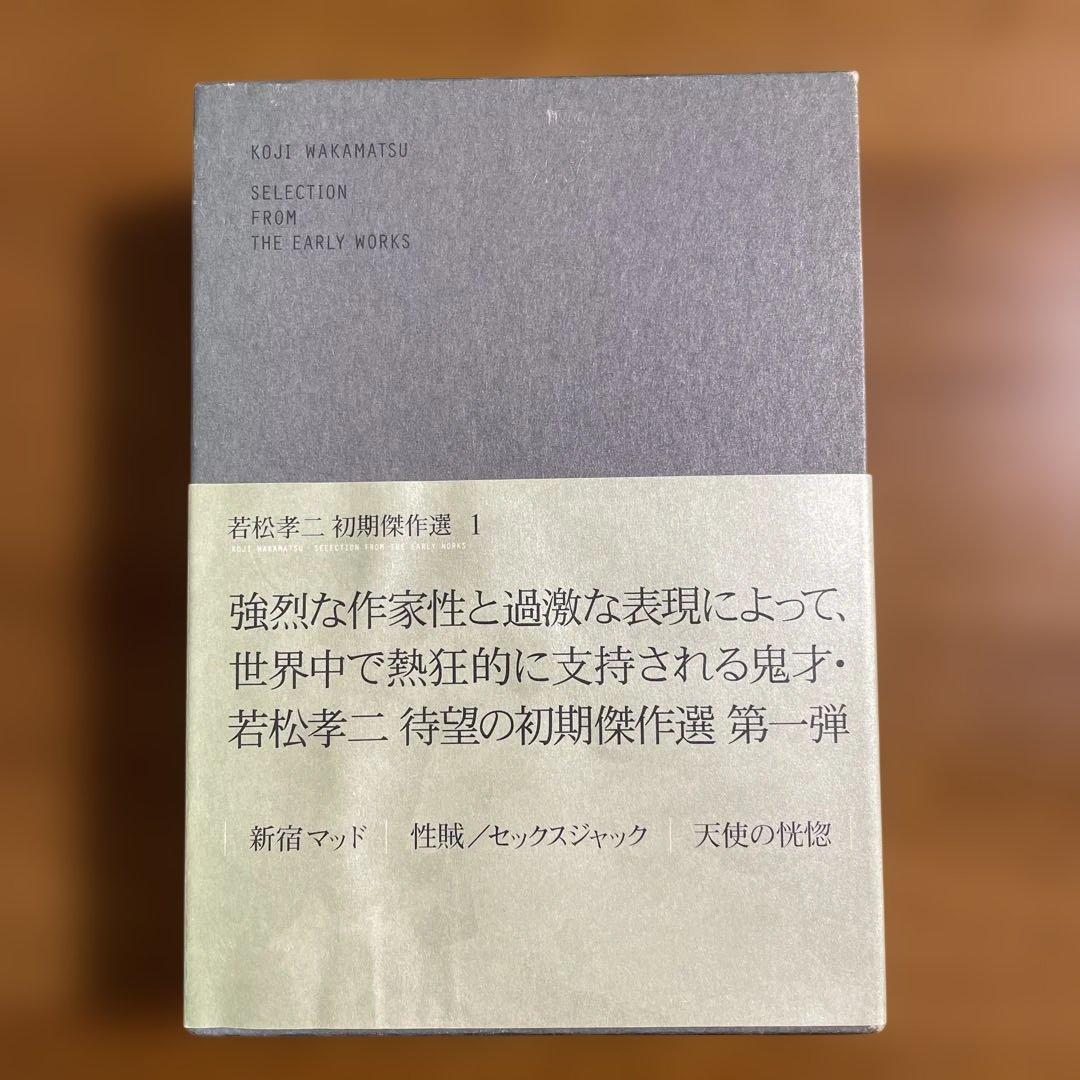 KOJI WAKAMATSU
SELECTION
FROM
THE EARLY WORKS
若松孝二 初期傑作選 1
KOJI WAKAMATSU - SELECTION FROM THE EARLY WORKS
強烈な作家性と過激な表現によって、
世界中で熱狂的に支持される鬼才・
若松孝二 待望の初期傑作選 第一弾
新宿マッド | 性賊／セックスジャック | 天使の恍惚